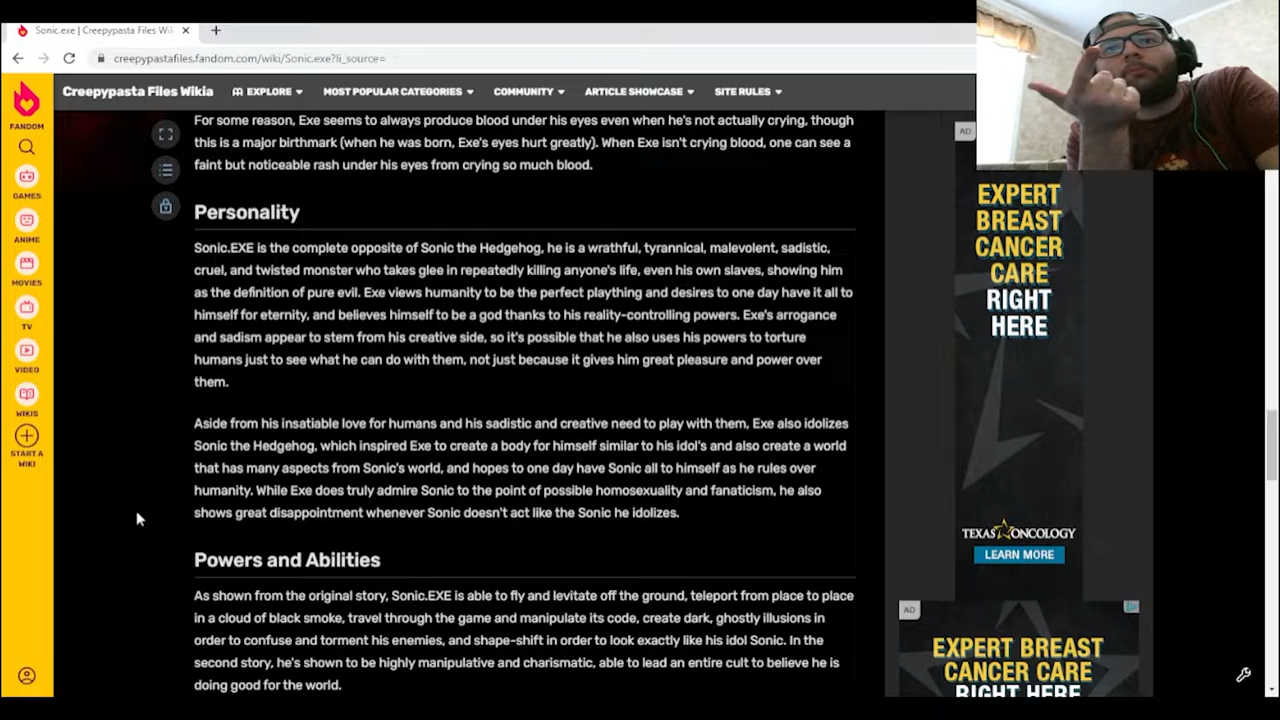 Sonic.exe | Creepypasta Files Wi
creepypastafiles.fandom.com/wiki/Sonic.exe?li_source=
Creepypasta Files Wikia
EXPLORE
MOST POPULAR CATEGORIES
COMMUNITY
ARTICLE SHOWCASE
SITE RULES
FANDOM
GAMES
ANIME
MOVIES
TV
VIDEO
WIKIS
START A
WIKI
For some reason, Exe seems to always produce blood under his eyes even when he's not actually crying, though
this is a major birthmark (when he was born, Exe's eyes hurt greatly). When Exe isn't crying blood, one can see a
faint but noticeable rash under his eyes from crying so much blood.
Personality
Sonic.EXE is the complete opposite of Sonic the Hedgehog, he is a wrathful, tyrannical, malevolent, sadistic,
cruel, and twisted monster who takes glee in repeatedly killing anyone's life, even his own slaves, showing him
as the definition of pure evil. Exe views humanity to be the perfect plaything and desires to one day have it all to
himself for eternity, and believes himself to be a god thanks to his reality-controlling powers. Exe's arrogance
and sadism appear to stem from his creative side, so it's possible that he also uses his powers to torture
humans just to see what he can do with them, not just because it gives him great pleasure and power over
them.
Aside from his insatiable love for humans and his sadistic and creative need to play with them, Exe also idolizes
Sonic the Hedgehog, which inspired Exe to create a body for himself similar to his idol's and also create a world
that has many aspects from Sonic's world, and hopes to one day have Sonic all to himself as he rules over
humanity. While Exe does truly admire Sonic to the point of possible homosexuality and fanaticism, he also
shows great disappointment whenever Sonic doesn't act like the Sonic he idolizes.
Powers and Abilities
As shown from the original story, Sonic.EXE is able to fly and levitate off the ground, teleport from place to place
in a cloud of black smoke, travel through the game and manipulate its code, create dark, ghostly illusions in
order to confuse and torment his enemies, and shape-shift in order to look exactly like his idol Sonic. In the
second story, he's shown to be highly manipulative and charismatic, able to lead an entire cult to believe he is
doing good for the world.
AD
EXPERT
BREAST
CANCER
CARE
RIGHT
HERE
TEXAS ONCOLOGY
LEARN MORE
AD
EXPERT BREAST
CANCER CARE
RIGHT HERE